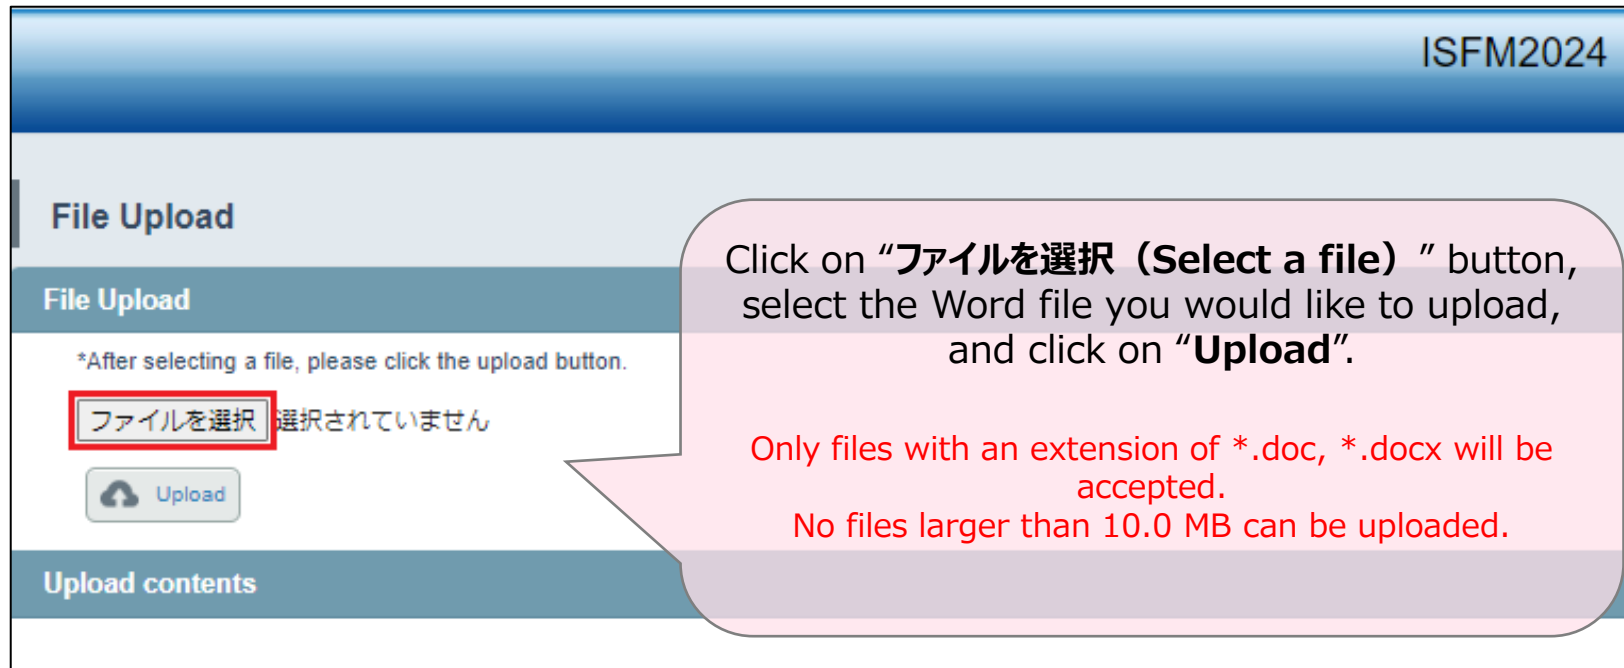 ISFM2024
File Upload
File Upload
*After selecting a file, please click the upload button.
ファイルを選択 選択されていません
Upload
Upload contents
Click on “ファイルを選択（Select a file）” button,
select the Word file you would like to upload,
and click on “Upload”.
Only files with an extension of *.doc, *.docx will be
accepted.
No files larger than 10.0 MB can be uploaded.